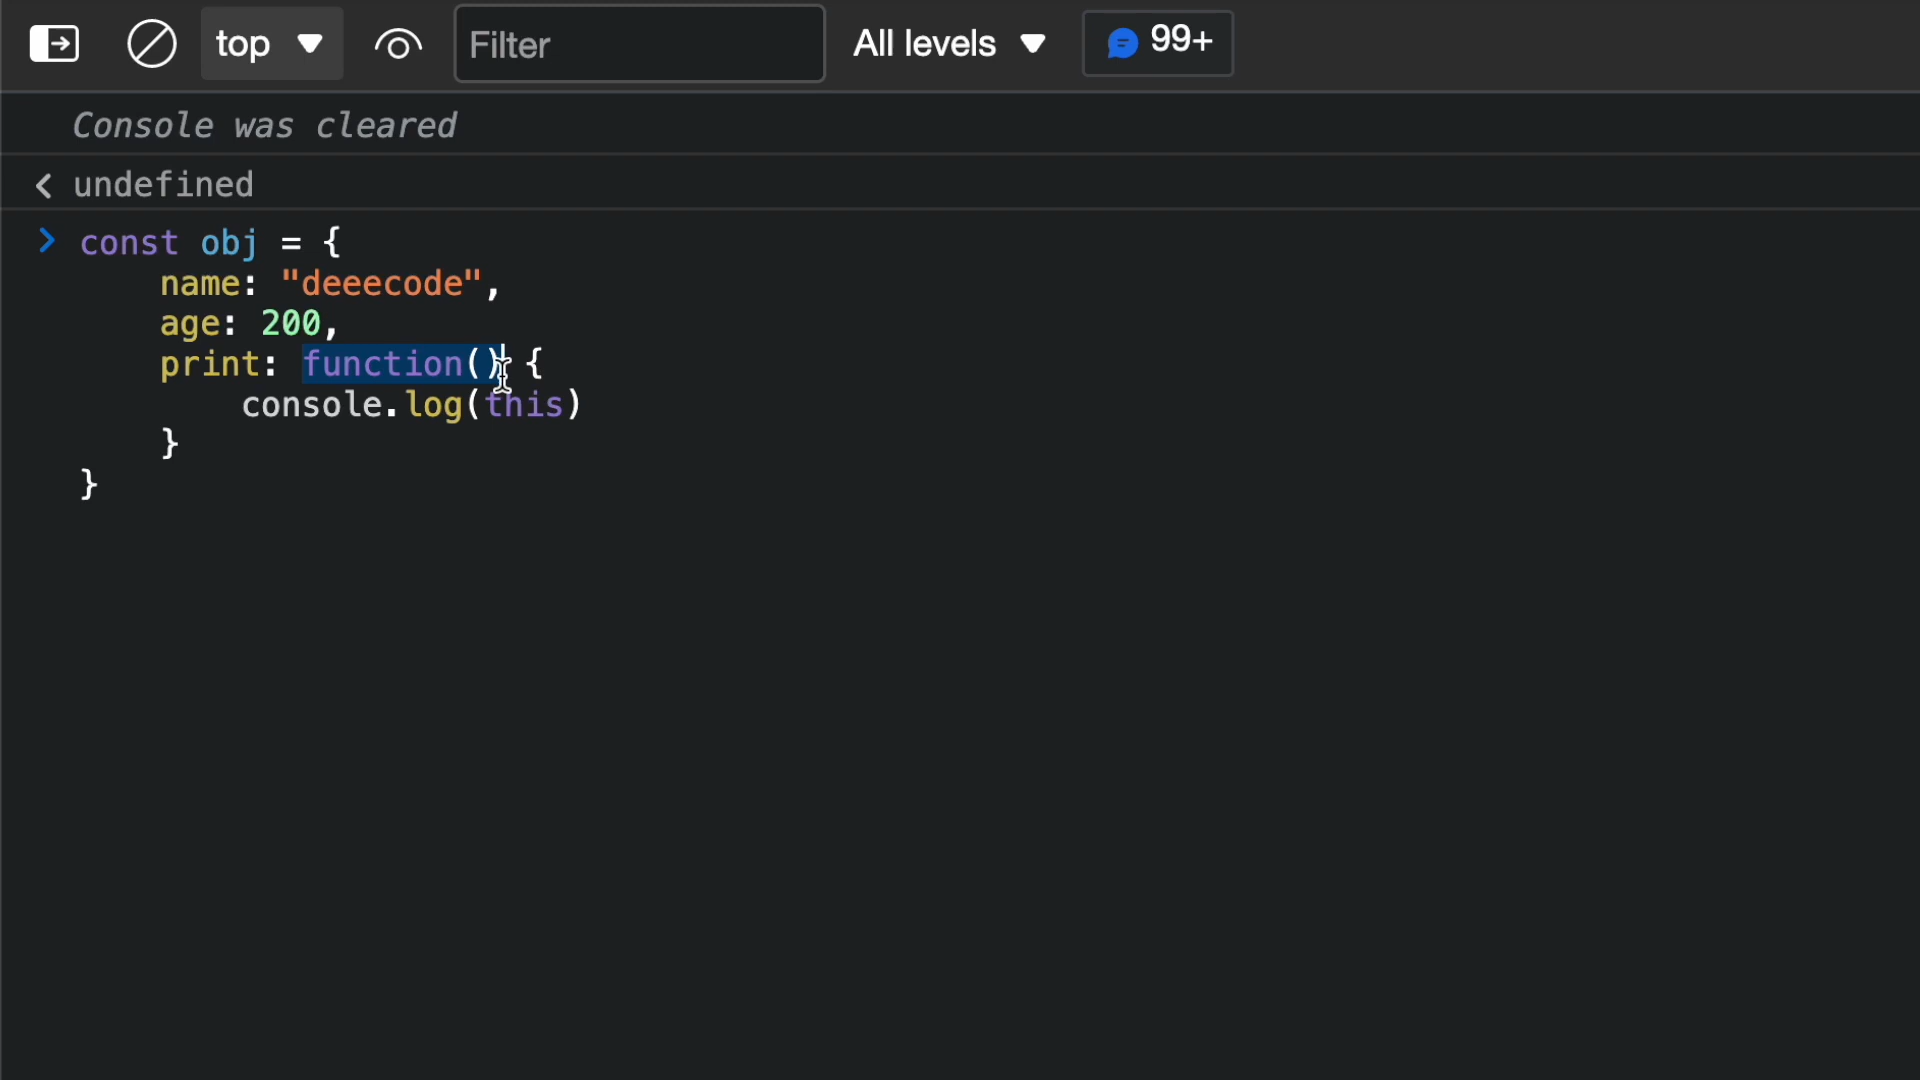 top Filter All levels 99+
Console was cleared
undefined
const obj = {
    name: "deeecode",
    age: 200,
    print: function() {
        console.log(this)
    }
}